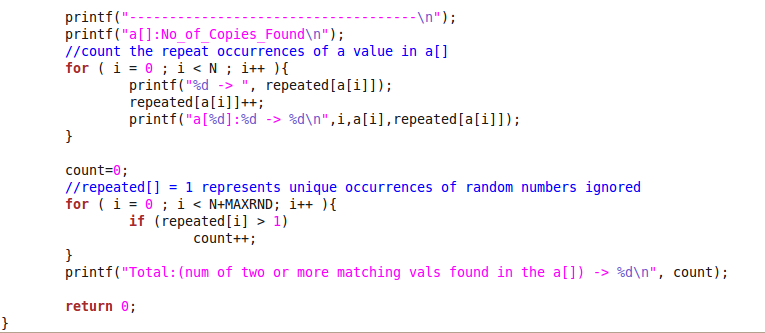 printf("------------------------------------\n");
printf("a[]:No_of_Copies_Found\n");
//count the repeat occurrences of a value in a[]
for ( i = 0 ; i < N ; i++ ){
printf("%d -> ", repeated[a[i]]);
repeated[a[i]]++;
printf("a[%d]:%d -> %d\n",i,a[i],repeated[a[i]]);
}
count=0;
//repeated[] = 1 represents unique occurrences of random numbers ignored
for ( i = 0 ; i < N+MAXRND; i++ ){
if (repeated[i] > 1)
count++;
}
printf("Total:(num of two or more matching vals found in the a[]) -> %d\n", count);
return 0;
}